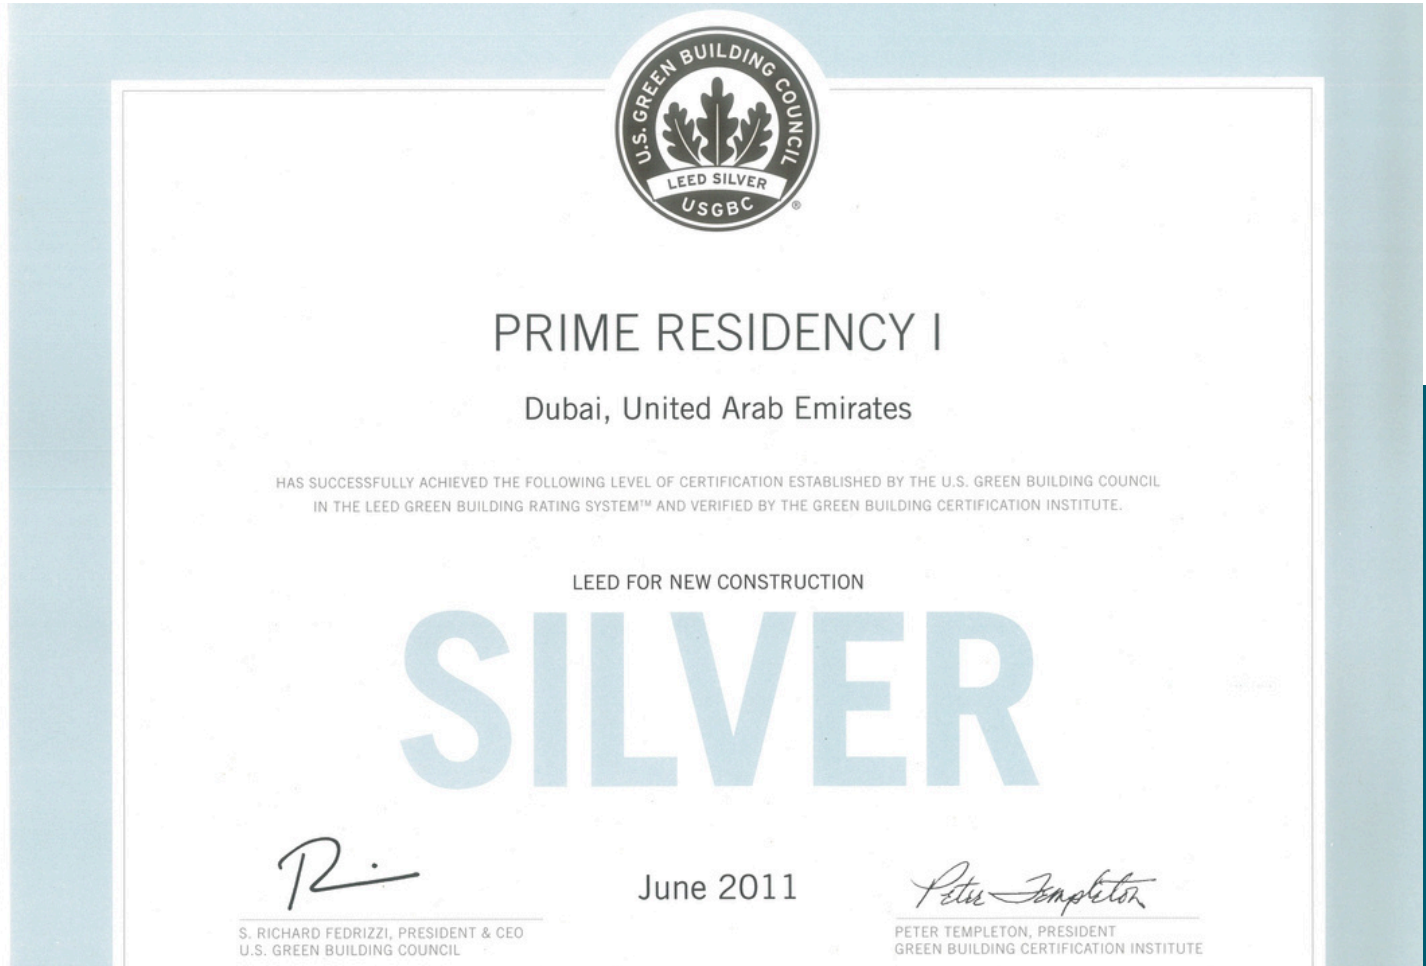 U.S. GREEN BUILDING COUNCIL
LEED SILVER
USGBC
®
PRIME RESIDENCY I
Dubai, United Arab Emirates
HAS SUCCESSFULLY ACHIEVED THE FOLLOWING LEVEL OF CERTIFICATION ESTABLISHED BY THE U.S. GREEN BUILDING COUNCIL
IN THE LEED GREEN BUILDING RATING SYSTEM™ AND VERIFIED BY THE GREEN BUILDING CERTIFICATION INSTITUTE.
LEED FOR NEW CONSTRUCTION
SILVER
June 2011
Peter Templeton
S. RICHARD FEDRIZZI, PRESIDENT & CEO
U.S. GREEN BUILDING COUNCIL
PETER TEMPLETON, PRESIDENT
GREEN BUILDING CERTIFICATION INSTITUTE